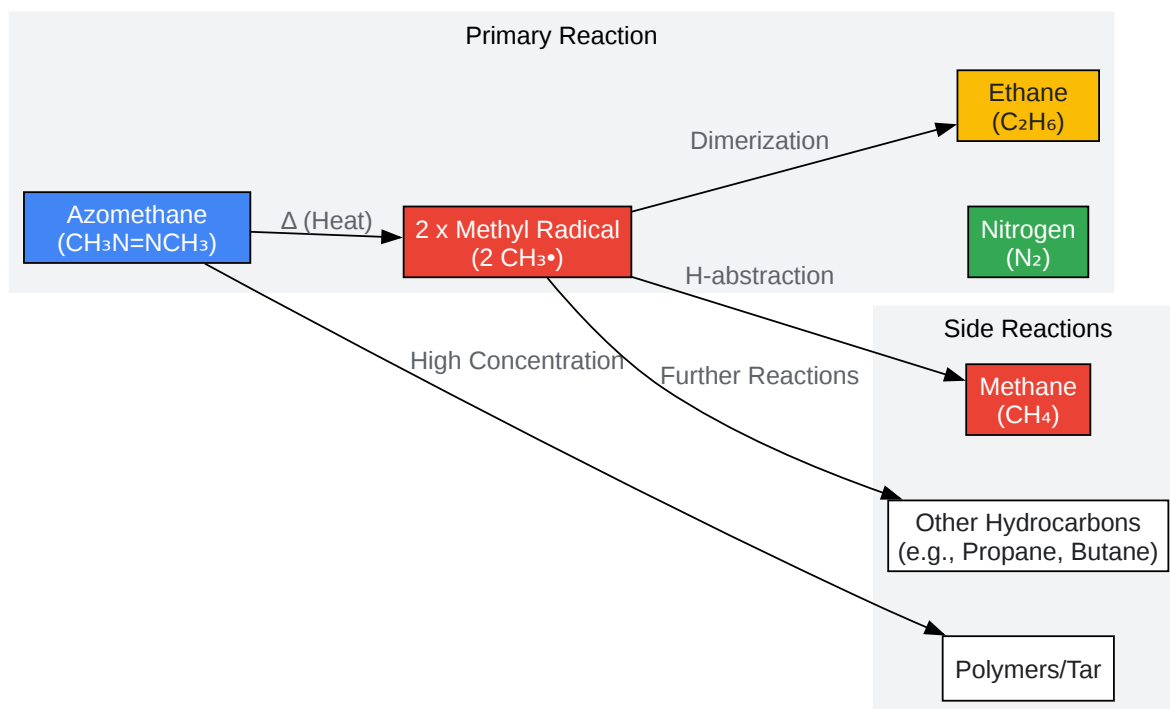 Primary Reaction
Ethane
(C₂H₆)
Dimerization
Azomethane
(CH₃N=NCH₃)
Δ (Heat)
2 x Methyl Radical
(2 CH₃•)
Nitrogen
(N₂)
H-abstraction
Side Reactions
High Concentration
Further Reactions
Methane
(CH₄)
Other Hydrocarbons
(e.g., Propane, Butane)
Polymers/Tar